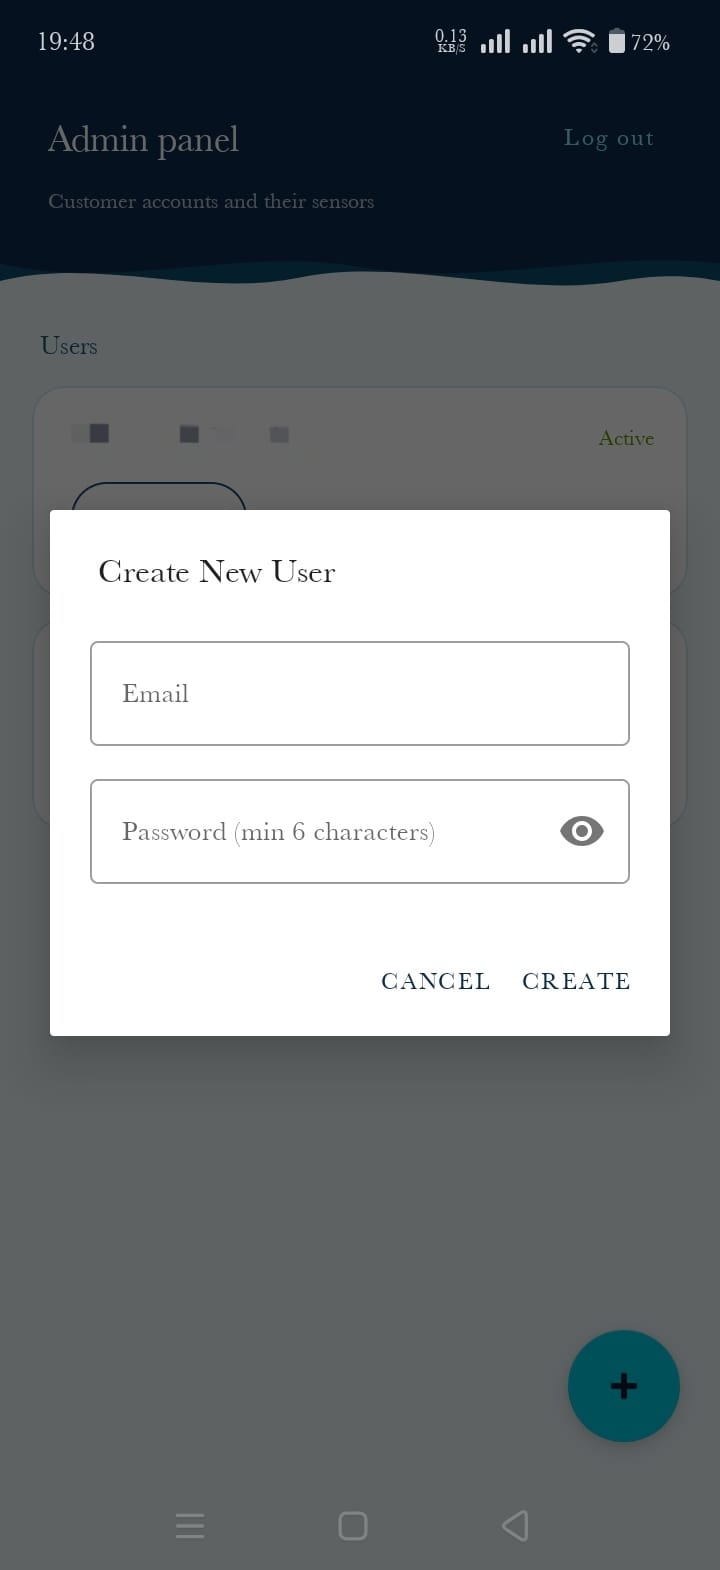 19:48
0.13
KB/S
72%
Admin panel
Log out
Customer accounts and their sensors
Users
Active
Create New User
Email
Password (min 6 characters)
CANCEL
CREATE